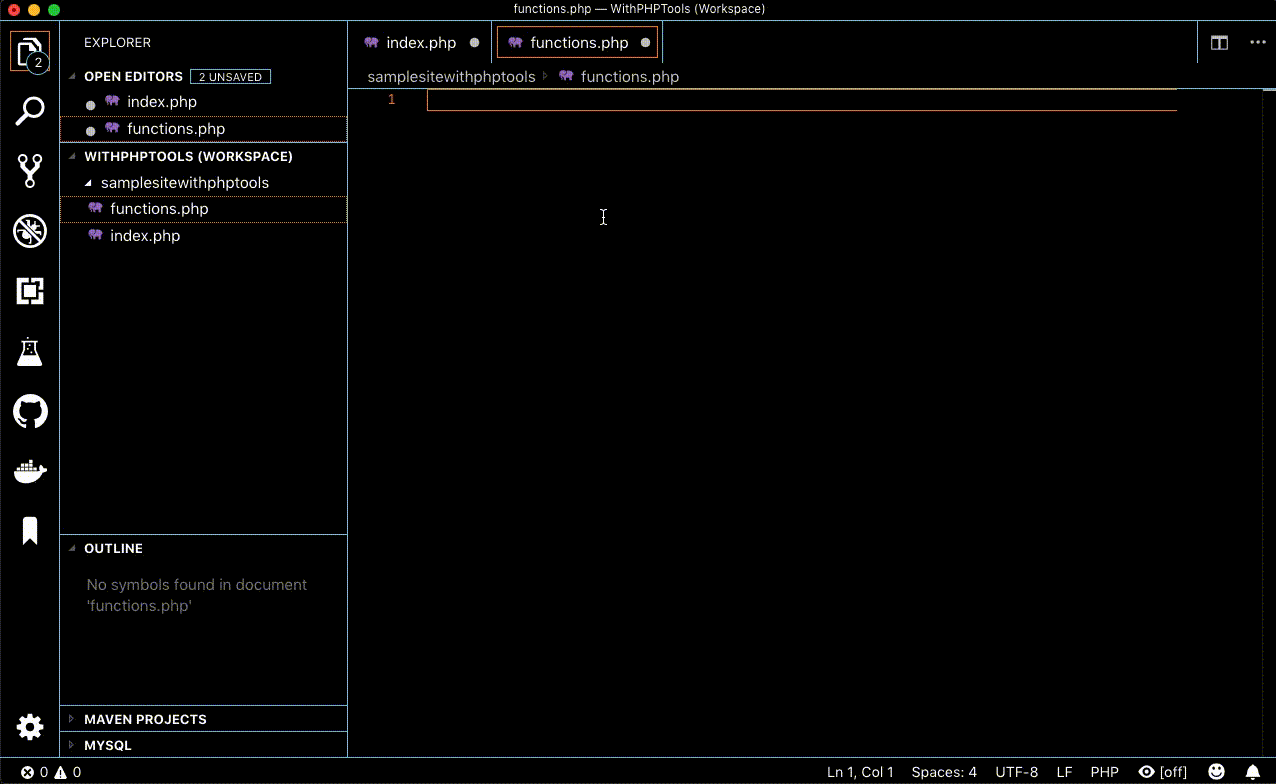 functions.php — WithPHPTools (Workspace)
2
EXPLORER
OPEN EDITORS 2 UNSAVED
index.php
functions.php
WITHPHPTOOLS (WORKSPACE)
samplesitewithphptools
functions.php
index.php
OUTLINE
No symbols found in document
'functions.php'
MAVEN PROJECTS
MYSQL
index.php functions.php
samplesitewithphptools functions.php
1
0 0 Ln 1, Col 1 Spaces: 4 UTF-8 LF PHP [off]